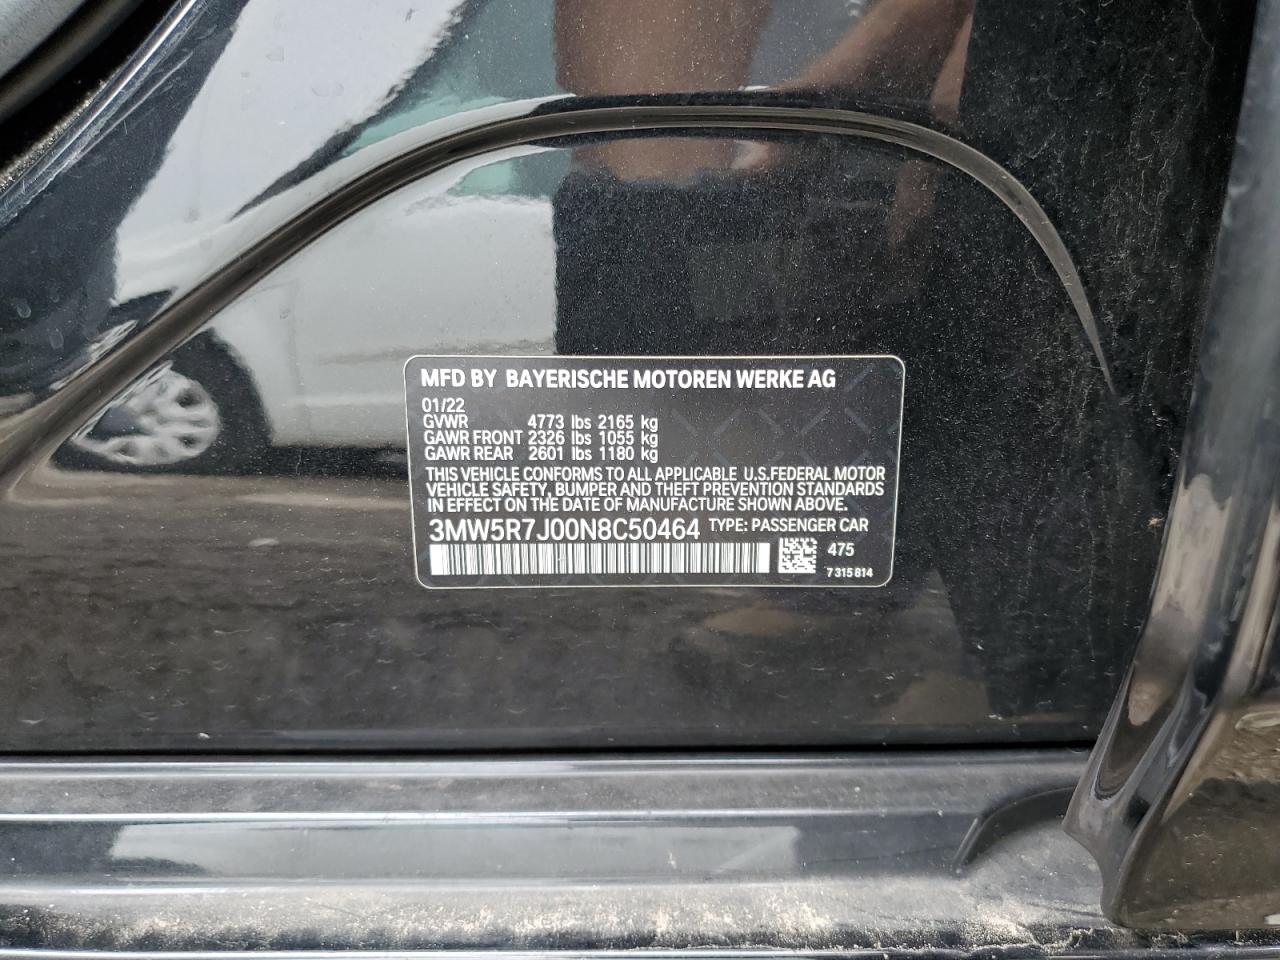 MFD BY BAYERISCHE MOTOREN WERKE AG
01/22
GVWR 4773 lbs 2165 kg
GAWR FRONT 2326 lbs 1055 kg
GAWR REAR 2601 lbs 1180 kg
THIS VEHICLE CONFORMS TO ALL APPLICABLE U.S.FEDERAL MOTOR
VEHICLE SAFETY, BUMPER AND THEFT PREVENTION STANDARDS
IN EFFECT ON THE DATE OF MANUFACTURE SHOWN ABOVE.
3MW5R7J00N8C50464 TYPE: PASSENGER CAR
475
7 315 814